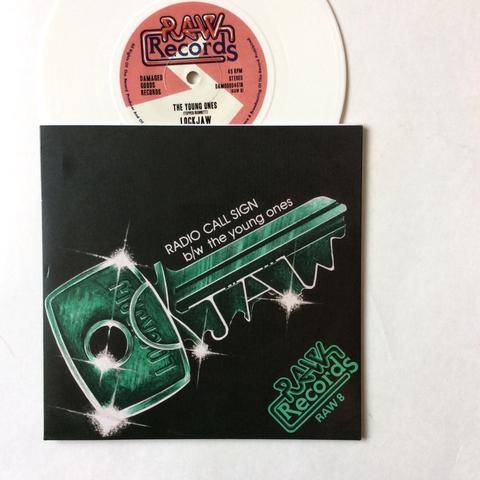 RAW
Records
DAMAGED
GOODS
RECORDS
45 RPM
STEREO
THE YOUNG ONES
LOCKJAW
RADIO CALL SIGN
b/w the young ones
JAW
RAW
Records
RAW 8